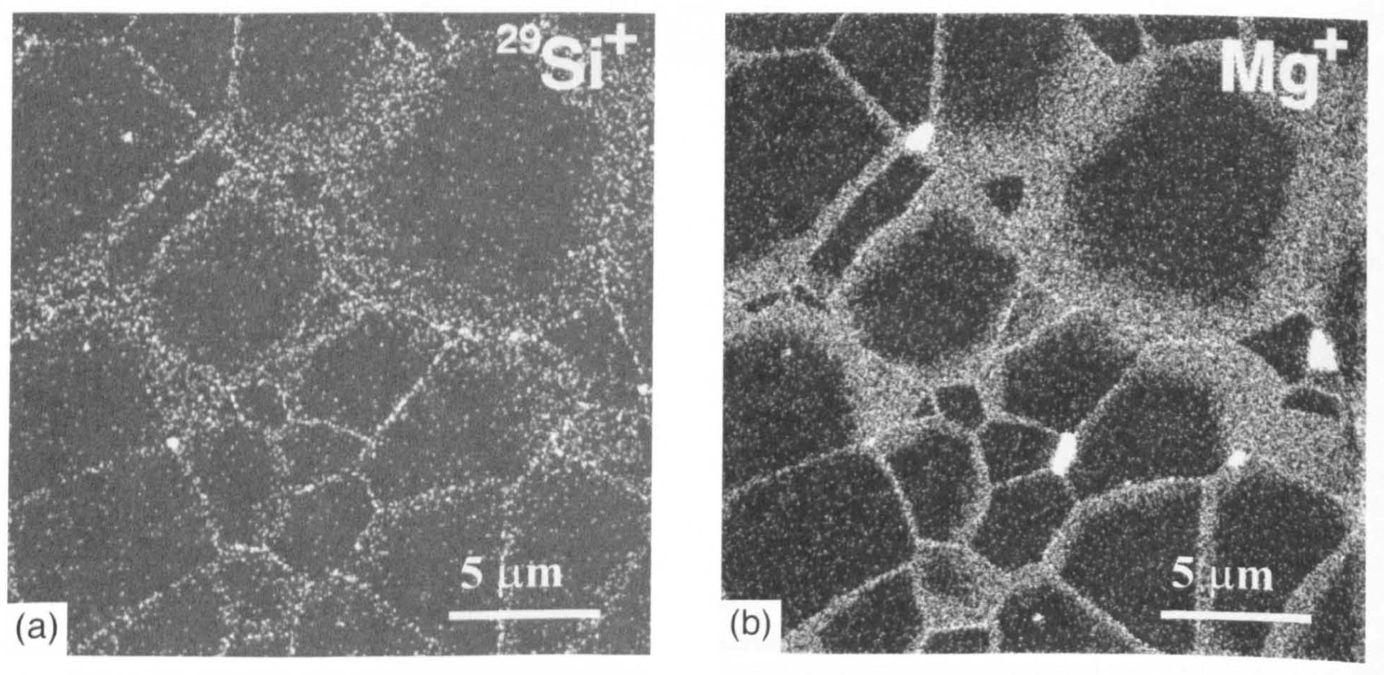 ²⁹Si⁺
5 µm
(a)
Mg⁺
5 µm
(b)